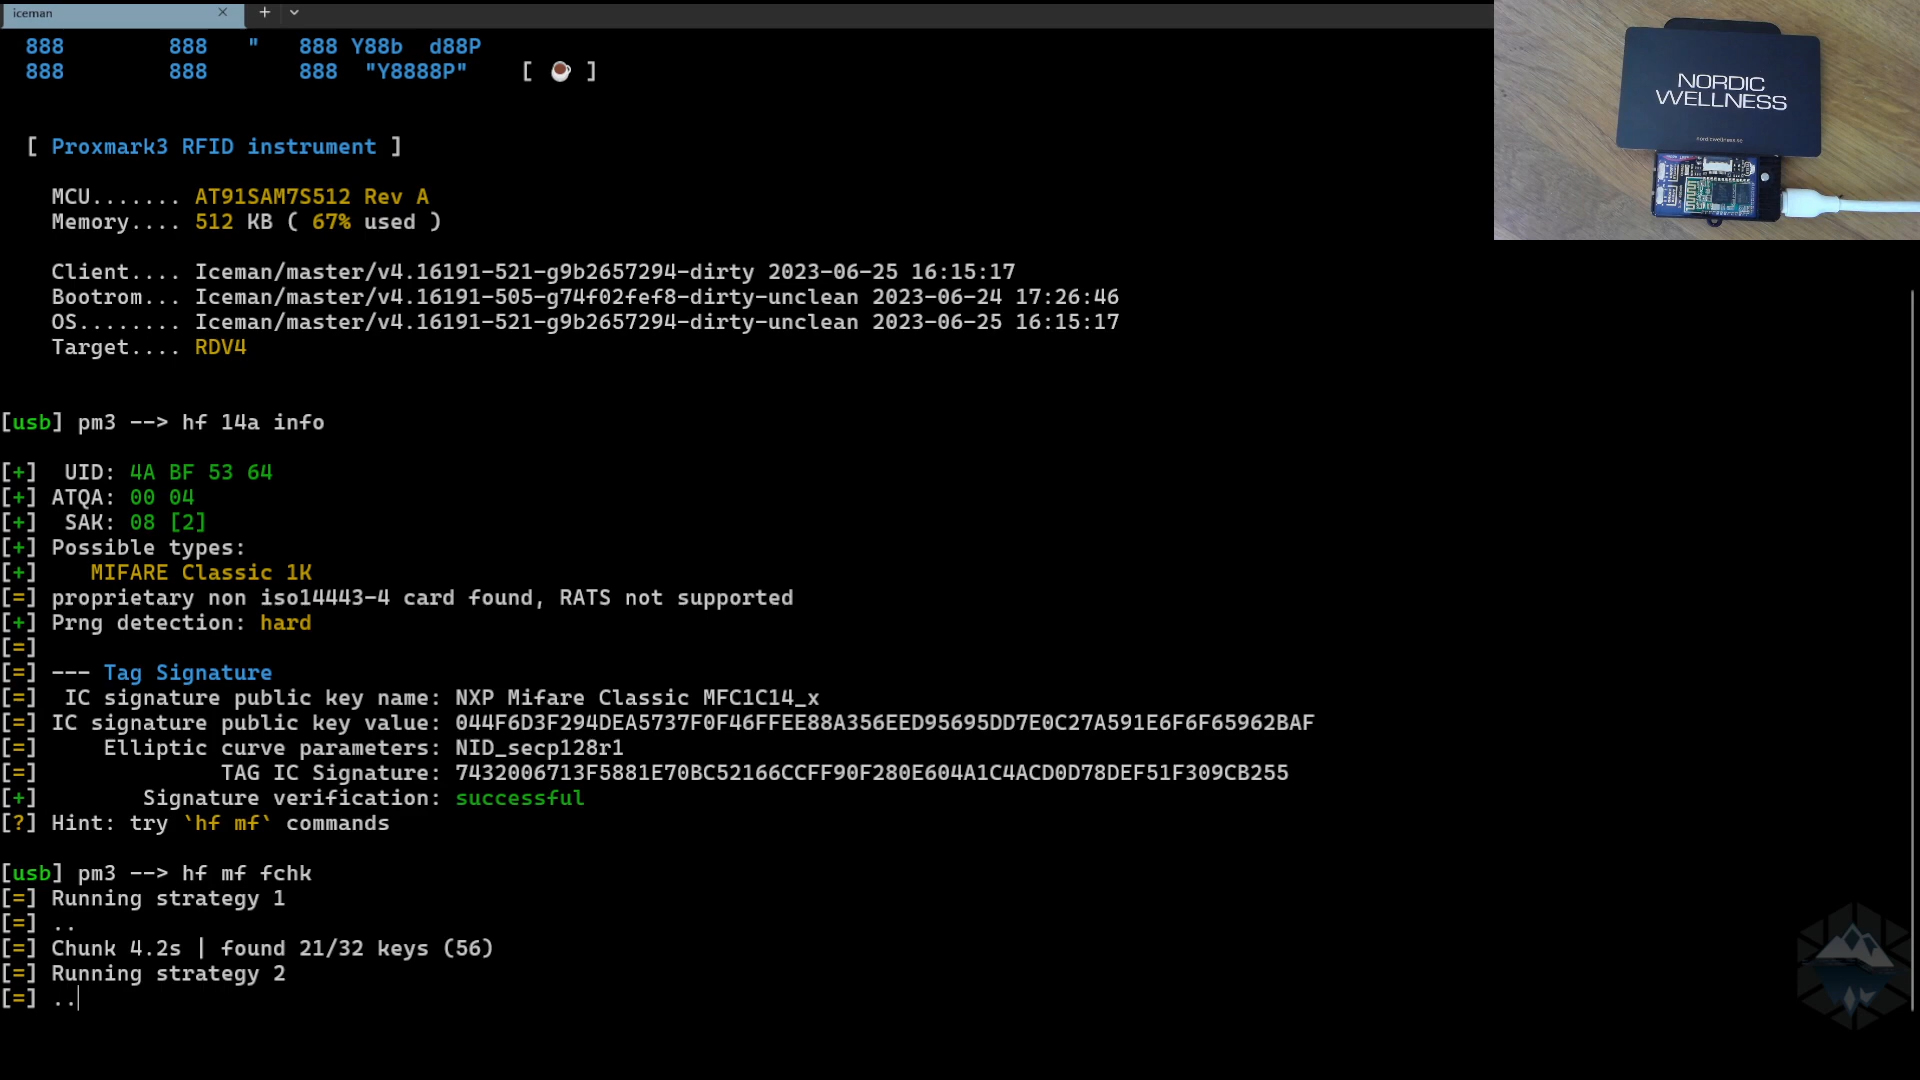 iceman
888 888 " 888 Y88b d88P
888 888 888 "Y8888P" [ ☕ ]
[ Proxmark3 RFID instrument ]
MCU....... AT91SAM7S512 Rev A
Memory.... 512 KB ( 67% used )
Client.... Iceman/master/v4.16191-521-g9b2657294-dirty 2023-06-25 16:15:17
Bootrom... Iceman/master/v4.16191-505-g74f02fef8-dirty-unclean 2023-06-24 17:26:46
OS........ Iceman/master/v4.16191-521-g9b2657294-dirty-unclean 2023-06-25 16:15:17
Target.... RDV4
[usb] pm3 --> hf 14a info
[+] UID: 4A BF 53 64
[+] ATQA: 00 04
[+] SAK: 08 [2]
[+] Possible types:
[+] MIFARE Classic 1K
[=] proprietary non iso14443-4 card found, RATS not supported
[+] Prng detection: hard
[=]
[=] --- Tag Signature
[=] IC signature public key name: NXP Mifare Classic MFC1C14_x
[=] IC signature public key value: 044F6D3F294DEA5737F0F46FFEE88A356EED95695DD7E0C27A591E6F6F65962BAF
[=] Elliptic curve parameters: NID_secp128r1
[=] TAG IC Signature: 7432006713F5881E70BC52166CCFF90F280E604A1C4ACD0D78DEF51F309CB255
[+] Signature verification: successful
[?] Hint: try `hf mf` commands
[usb] pm3 --> hf mf fchk
[=] Running strategy 1
[=] ..
[=] Chunk 4.2s | found 21/32 keys (56)
[=] Running strategy 2
[=] ..
NORDIC
WELLNESS
nordicwellness.se